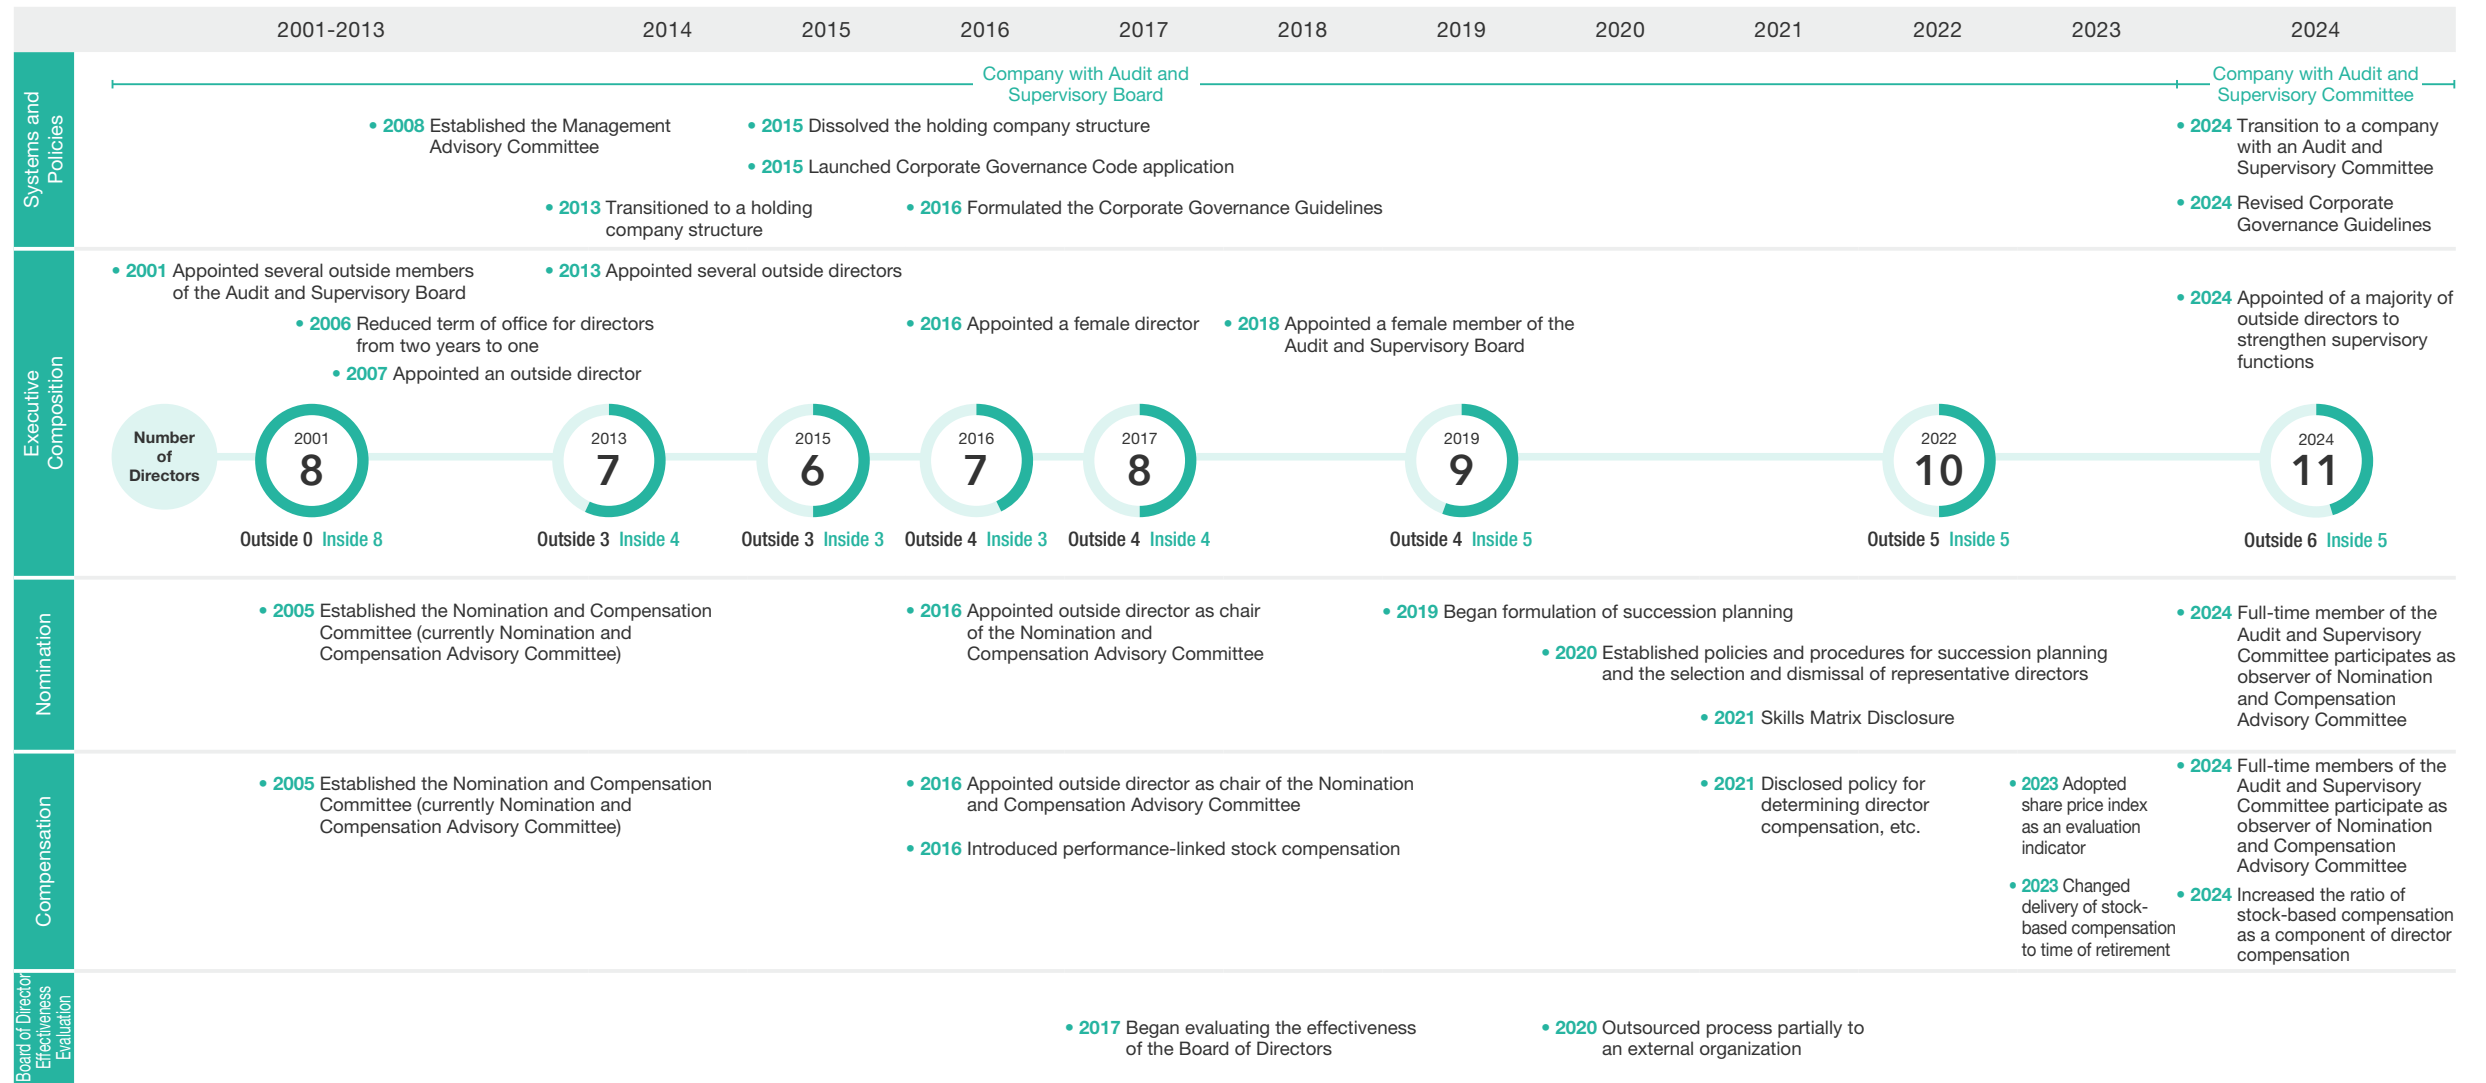 2001-2013 2014 2015 2016 2017 2018 2019 2020 2021 2022 2023 2024
Systems and
Policies
Company with Audit and
Supervisory Board
Company with Audit and
Supervisory Committee
• 2008 Established the Management
Advisory Committee
• 2015 Dissolved the holding company structure
• 2015 Launched Corporate Governance Code application
• 2013 Transitioned to a holding
company structure
• 2016 Formulated the Corporate Governance Guidelines
• 2024 Transition to a company
with an Audit and
Supervisory Committee
• 2024 Revised Corporate
Governance Guidelines
Executive
Composition
• 2001 Appointed several outside members
of the Audit and Supervisory Board
• 2013 Appointed several outside directors
• 2006 Reduced term of office for directors
from two years to one
• 2007 Appointed an outside director
• 2016 Appointed a female director
• 2018 Appointed a female member of the
Audit and Supervisory Board
• 2024 Appointed of a majority of
outside directors to
strengthen supervisory
functions
Number
of
Directors
2001
8
Outside 0 Inside 8
2013
7
Outside 3 Inside 4
2015
6
Outside 3 Inside 3
2016
7
Outside 4 Inside 3
2017
8
Outside 4 Inside 4
2019
9
Outside 4 Inside 5
2022
10
Outside 5 Inside 5
2024
11
Outside 6 Inside 5
Nomination
• 2005 Established the Nomination and Compensation
Committee (currently Nomination and
Compensation Advisory Committee)
• 2016 Appointed outside director as chair
of the Nomination and
Compensation Advisory Committee
• 2019 Began formulation of succession planning
• 2020 Established policies and procedures for succession planning
and the selection and dismissal of representative directors
• 2021 Skills Matrix Disclosure
• 2024 Full-time member of the
Audit and Supervisory
Committee participates as
observer of Nomination
and Compensation
Advisory Committee
Compensation
• 2005 Established the Nomination and Compensation
Committee (currently Nomination and
Compensation Advisory Committee)
• 2016 Appointed outside director as chair of the Nomination
and Compensation Advisory Committee
• 2016 Introduced performance-linked stock compensation
• 2021 Disclosed policy for
determining director
compensation, etc.
• 2023 Adopted
share price index
as an evaluation
indicator
• 2023 Changed
delivery of stock-
based compensation
to time of retirement
• 2024 Full-time members of the
Audit and Supervisory
Committee participate as
observer of Nomination
and Compensation
Advisory Committee
• 2024 Increased the ratio of
stock-based compensation
as a component of director
compensation
Board of Director
Effectiveness
Evaluation
• 2017 Began evaluating the effectiveness
of the Board of Directors
• 2020 Outsourced process partially to
an external organization